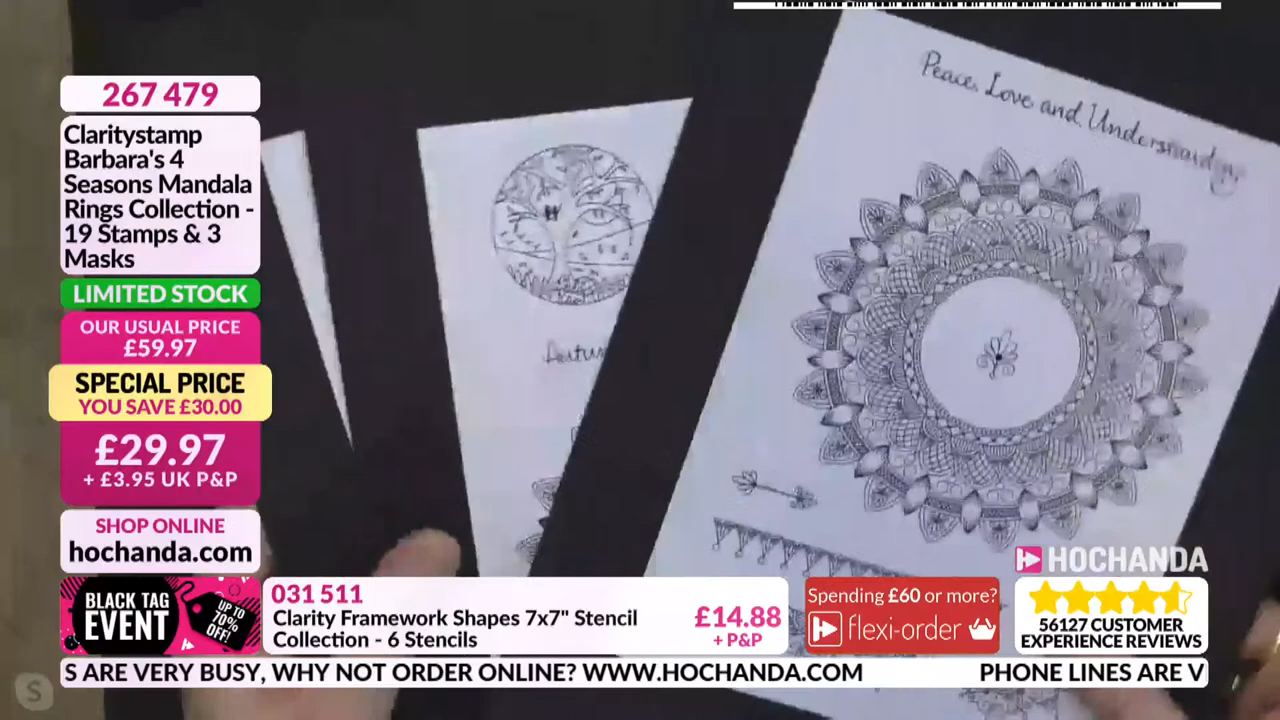 267 479
Claritystamp
Barbara's 4
Seasons Mandala
Rings Collection -
19 Stamps & 3
Masks
LIMITED STOCK
OUR USUAL PRICE
£59.97
SPECIAL PRICE
YOU SAVE £30.00
£29.97
+ £3.95 UK P&P
SHOP ONLINE
hochanda.com
Peace, Love and Understanding
HOCHANDA
BLACK TAG
EVENT
UP TO
70%
OFF!
031 511
Clarity Framework Shapes 7x7" Stencil
Collection - 6 Stencils
£14.88
+ P&P
Spending £60 or more?
flexi-order
56127 CUSTOMER
EXPERIENCE REVIEWS
S ARE VERY BUSY, WHY NOT ORDER ONLINE? WWW.HOCHANDA.COM PHONE LINES ARE V
S